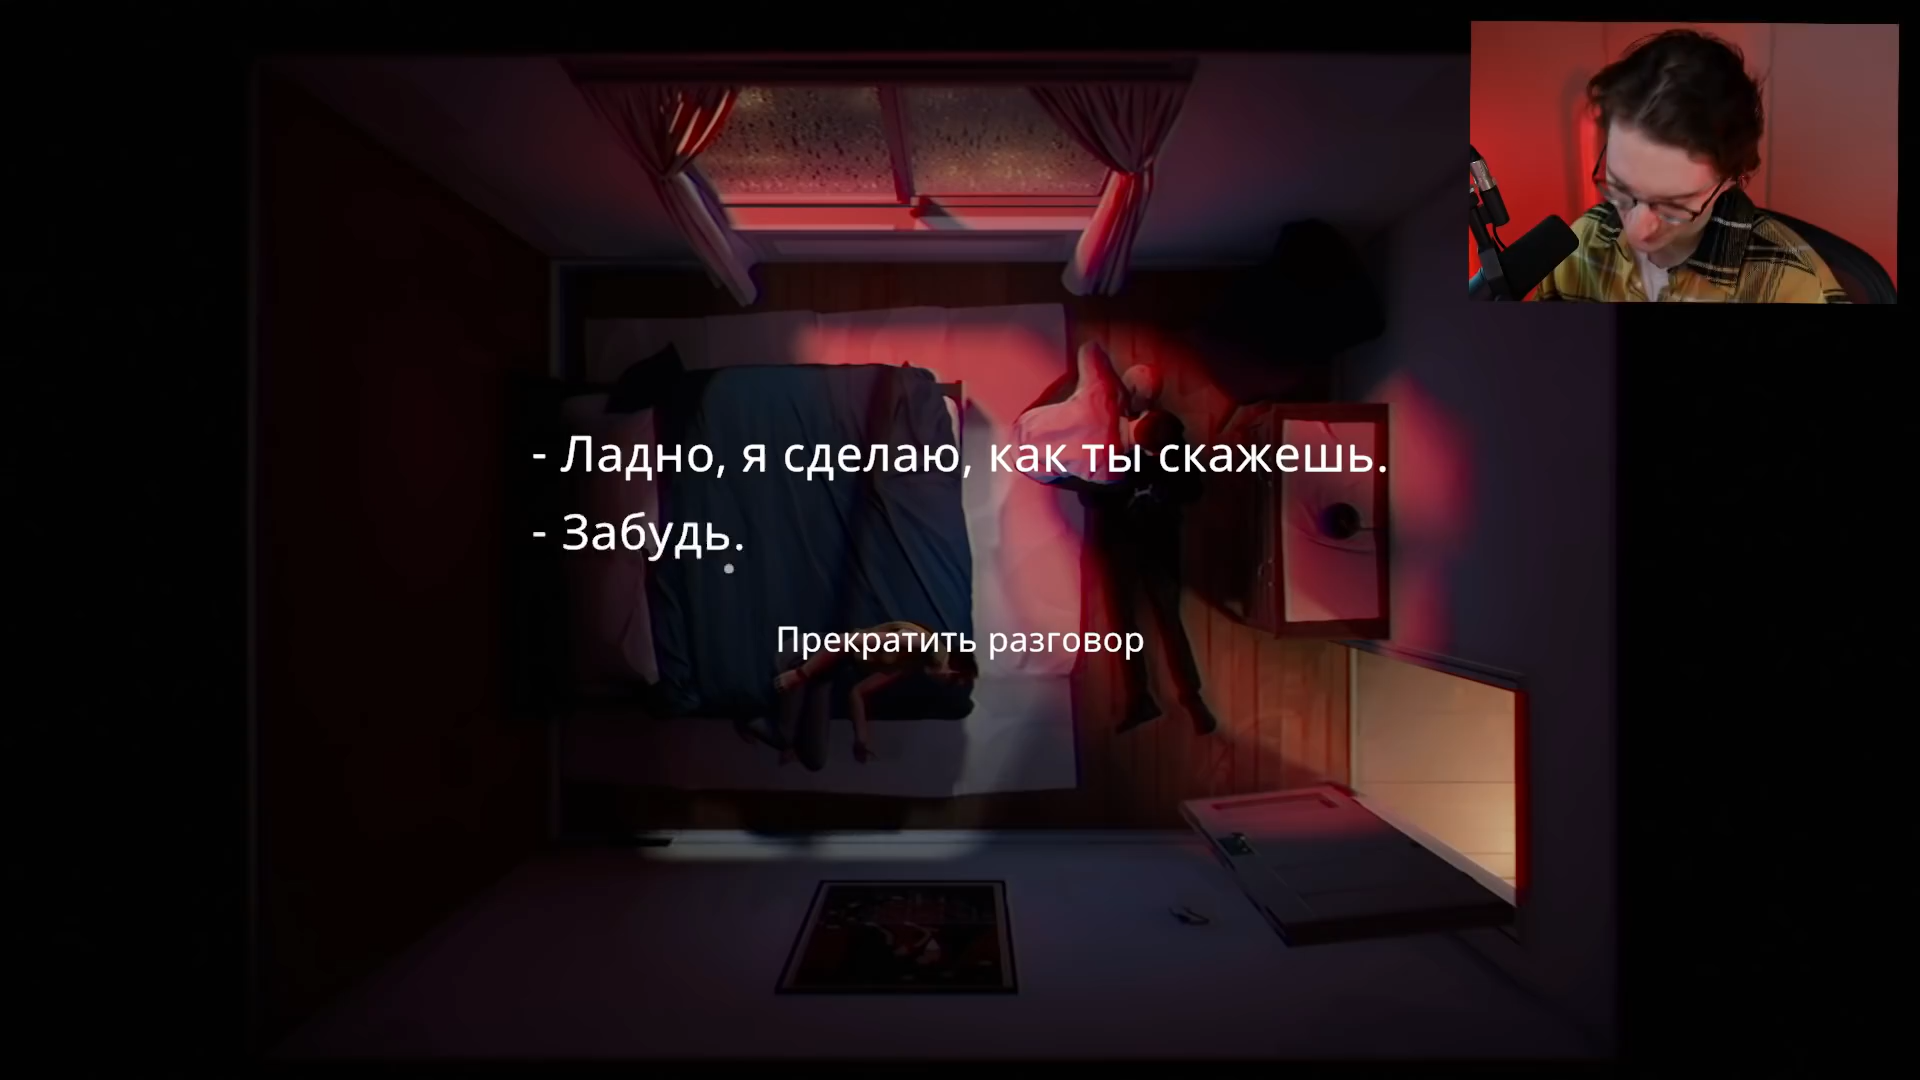 - Ладно, я сделаю, как ты скажешь.
- Забудь.
Прекратить разговор